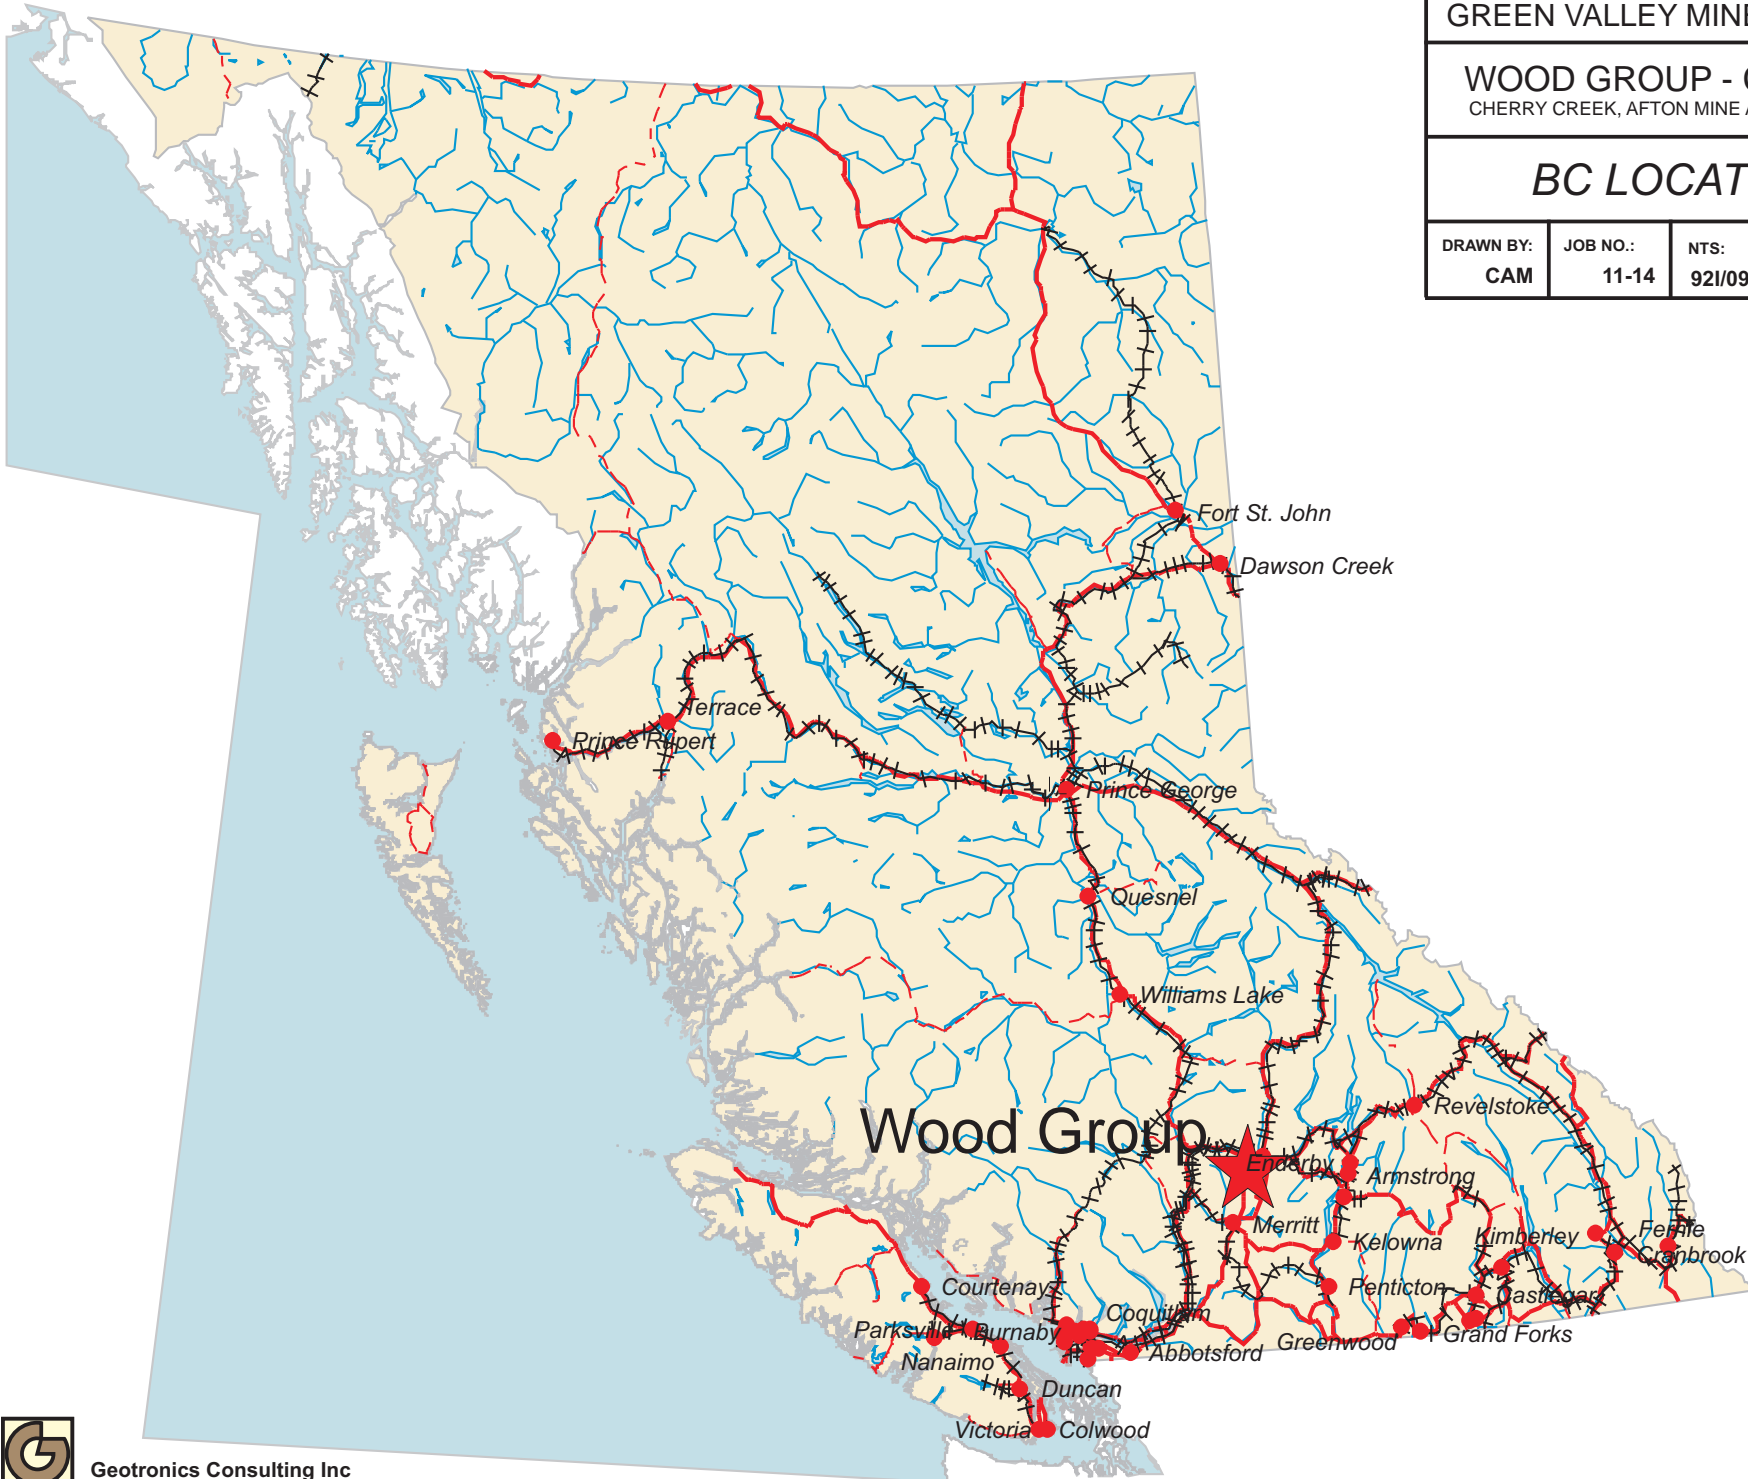 GREEN VALLEY MINE
WOOD GROUP -
CHERRY CREEK, AFTON MINE
BC LOCAT
DRAWN BY:
CAM
JOB NO.:
11-14
NTS:
92I/09
Fort St. John
Dawson Creek
Terrace
Prince Rupert
Prince George
Quesnel
Williams Lake
Wood Group
Revelstoke
Enderby
Armstrong
Merritt
Kelowna
Kimberley
Fernie
Cranbrook
Courtenay
Penticton
Castlegar
Coquitlam
Parksville
Burnaby
Greenwood
Grand Forks
Nanaimo
Abbotsford
Duncan
Victoria
Colwood
G
Geotronics Consulting Inc